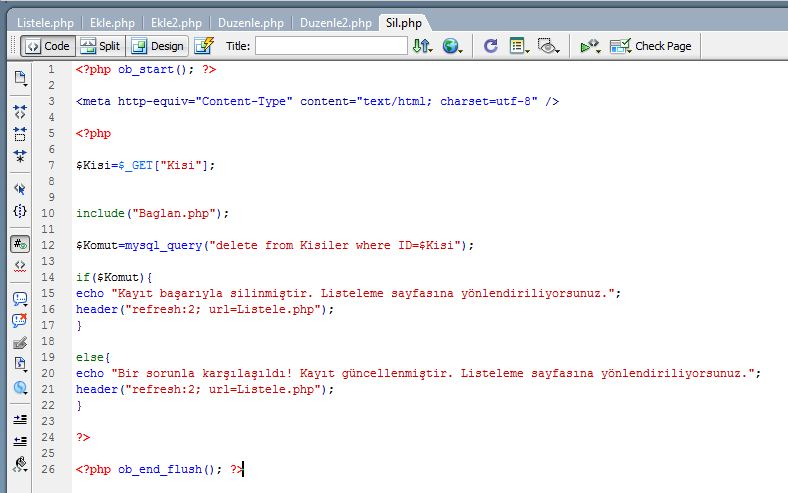 Listele.php Ekle.php Ekle2.php Duzenle.php Duzenle2.php Sil.php
Code Split Design Title: Check Page
1 <?php ob_start(); ?>
2
3 <meta http-equiv="Content-Type" content="text/html; charset=utf-8" />
4
5 <?php
6
7 $Kisi=$_GET["Kisi"];
8
9
10 include("Baglan.php");
11
12 $Komut=mysql_query("delete from Kisiler where ID=$Kisi");
13
14 if($Komut){
15 echo "Kayıt başarıyla silinmiştir. Listeleme sayfasına yönlendiriliyorsunuz.";
16 header("refresh:2; url=Listele.php");
17 }
18
19 else{
20 echo "Bir sorunla karşılaşıldı! Kayıt güncellenmiştir. Listeleme sayfasına yönlendiriliyorsunuz.";
21 header("refresh:2; url=Listele.php");
22 }
23
24 ?>
25
26 <?php ob_end_flush(); ?>